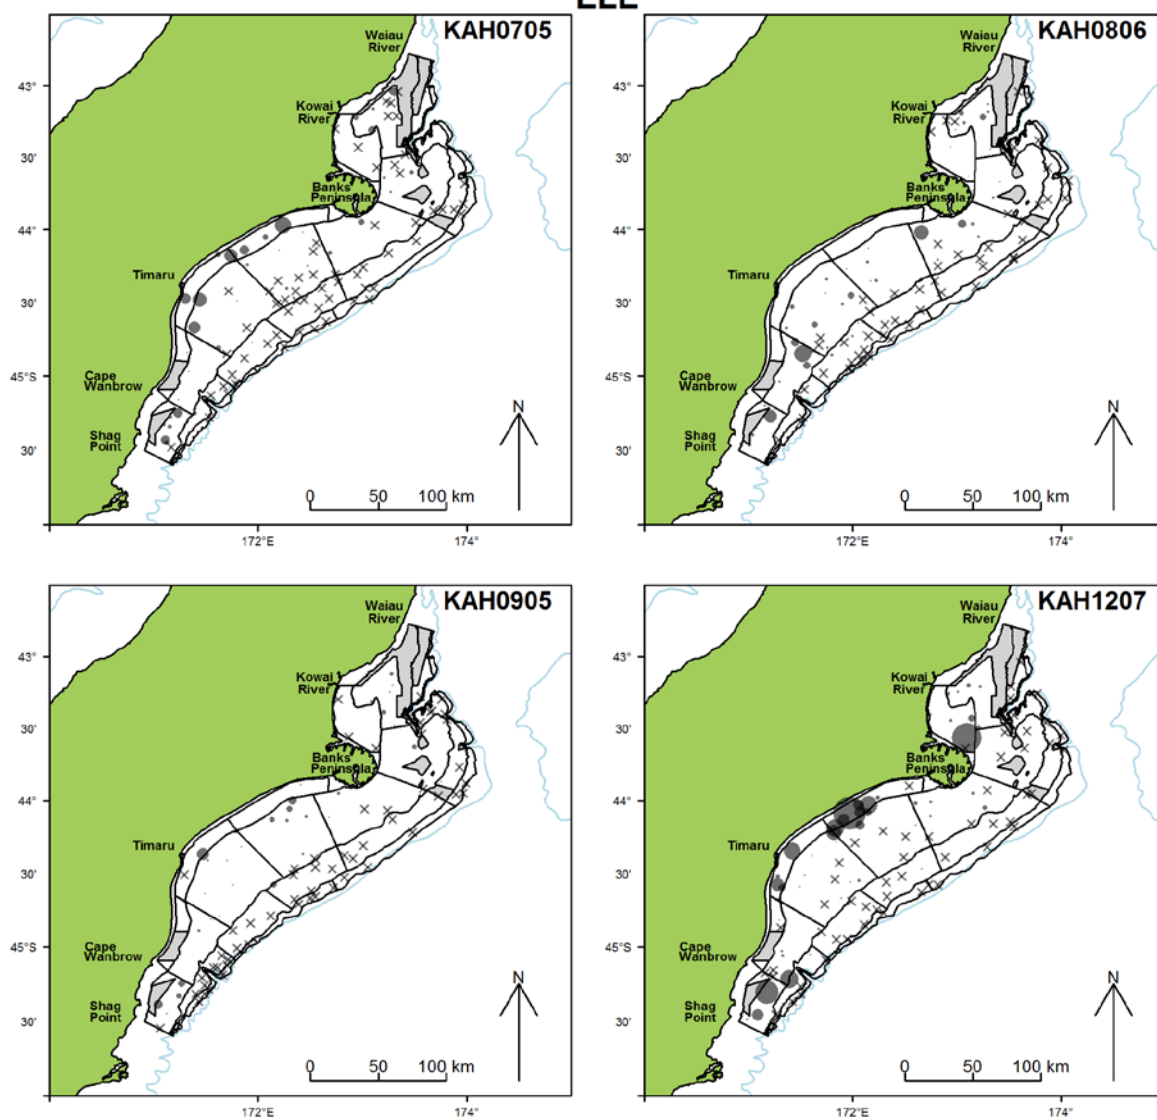 ELE
KAH0705
Waiau
River
43°
Kowai
River
30'
Banks
Peninsula
44°
Timaru
30'
Cape
Wanbrow
45°S
Shag
Point
30'
N
0 50 100 km
172°E 174°
KAH0806
Waiau
River
43°
Kowai
River
30'
Banks
Peninsula
44°
Timaru
30'
Cape
Wanbrow
45°S
Shag
Point
30'
N
0 50 100 km
172°E 174°
KAH0905
Waiau
River
43°
Kowai
River
30'
Banks
Peninsula
44°
Timaru
30'
Cape
Wanbrow
45°S
Shag
Point
30'
N
0 50 100 km
172°E 174°
KAH1207
Waiau
River
43°
Kowai
River
30'
Banks
Peninsula
44°
Timaru
30'
Cape
Wanbrow
45°S
Shag
Point
30'
N
0 50 100 km
172°E 174°